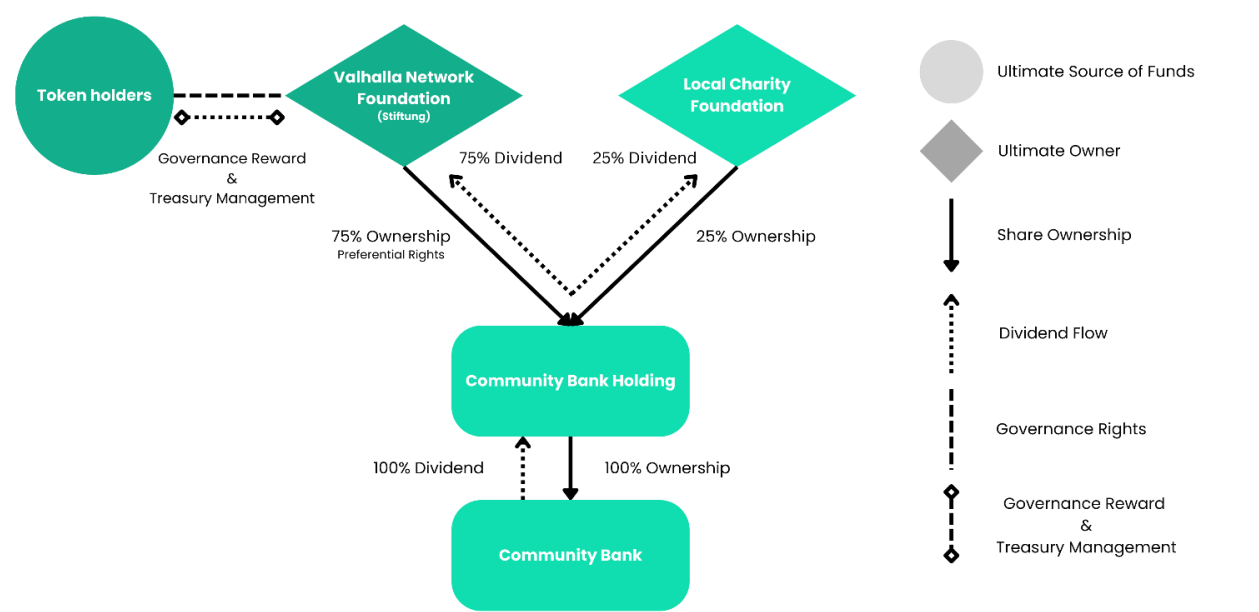 Token holders
Valhalla Network
Foundation
(Stiftung)
Local Charity
Foundation
Governance Reward
&
Treasury Management
75% Dividend
25% Dividend
75% Ownership
Preferential Rights
25% Ownership
Community Bank Holding
100% Dividend
100% Ownership
Community Bank
Ultimate Source of Funds
Ultimate Owner
Share Ownership
Dividend Flow
Governance Rights
Governance Reward
&
Treasury Management